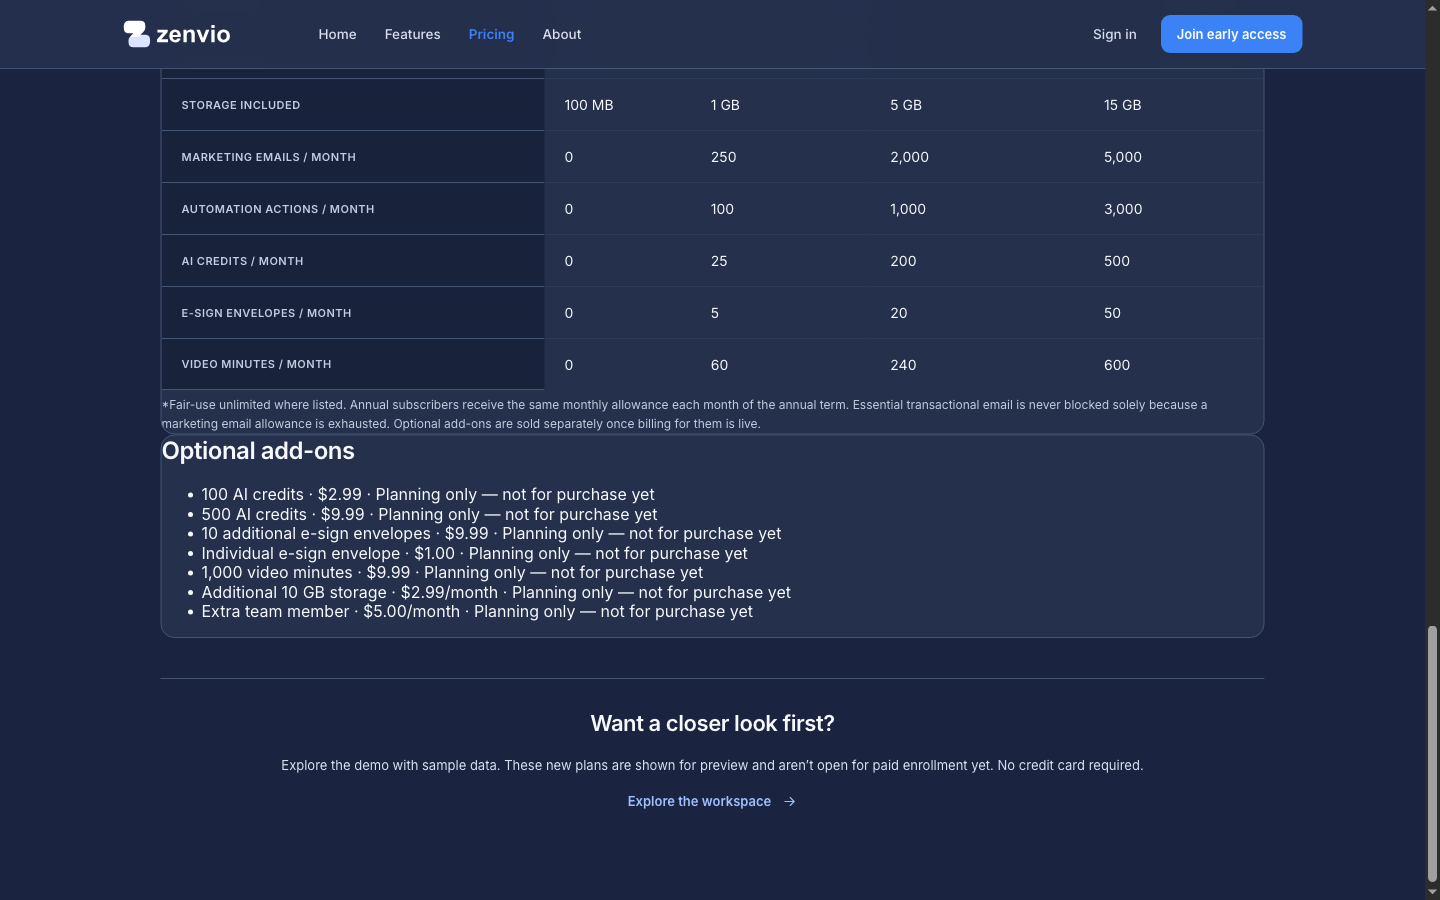 zenvio Home Features Pricing About Sign in Join early access
STORAGE INCLUDED 100 MB 1 GB 5 GB 15 GB
MARKETING EMAILS / MONTH 0 250 2,000 5,000
AUTOMATION ACTIONS / MONTH 0 100 1,000 3,000
AI CREDITS / MONTH 0 25 200 500
E-SIGN ENVELOPES / MONTH 0 5 20 50
VIDEO MINUTES / MONTH 0 60 240 600
*Fair-use unlimited where listed. Annual subscribers receive the same monthly allowance each month of the annual term. Essential transactional email is never blocked solely because a
marketing email allowance is exhausted. Optional add-ons are sold separately once billing for them is live.
Optional add-ons
• 100 AI credits · $2.99 · Planning only — not for purchase yet
• 500 AI credits · $9.99 · Planning only — not for purchase yet
• 10 additional e-sign envelopes · $9.99 · Planning only — not for purchase yet
• Individual e-sign envelope · $1.00 · Planning only — not for purchase yet
• 1,000 video minutes · $9.99 · Planning only — not for purchase yet
• Additional 10 GB storage · $2.99/month · Planning only — not for purchase yet
• Extra team member · $5.00/month · Planning only — not for purchase yet
Want a closer look first?
Explore the demo with sample data. These new plans are shown for preview and aren’t open for paid enrollment yet. No credit card required.
Explore the workspace →